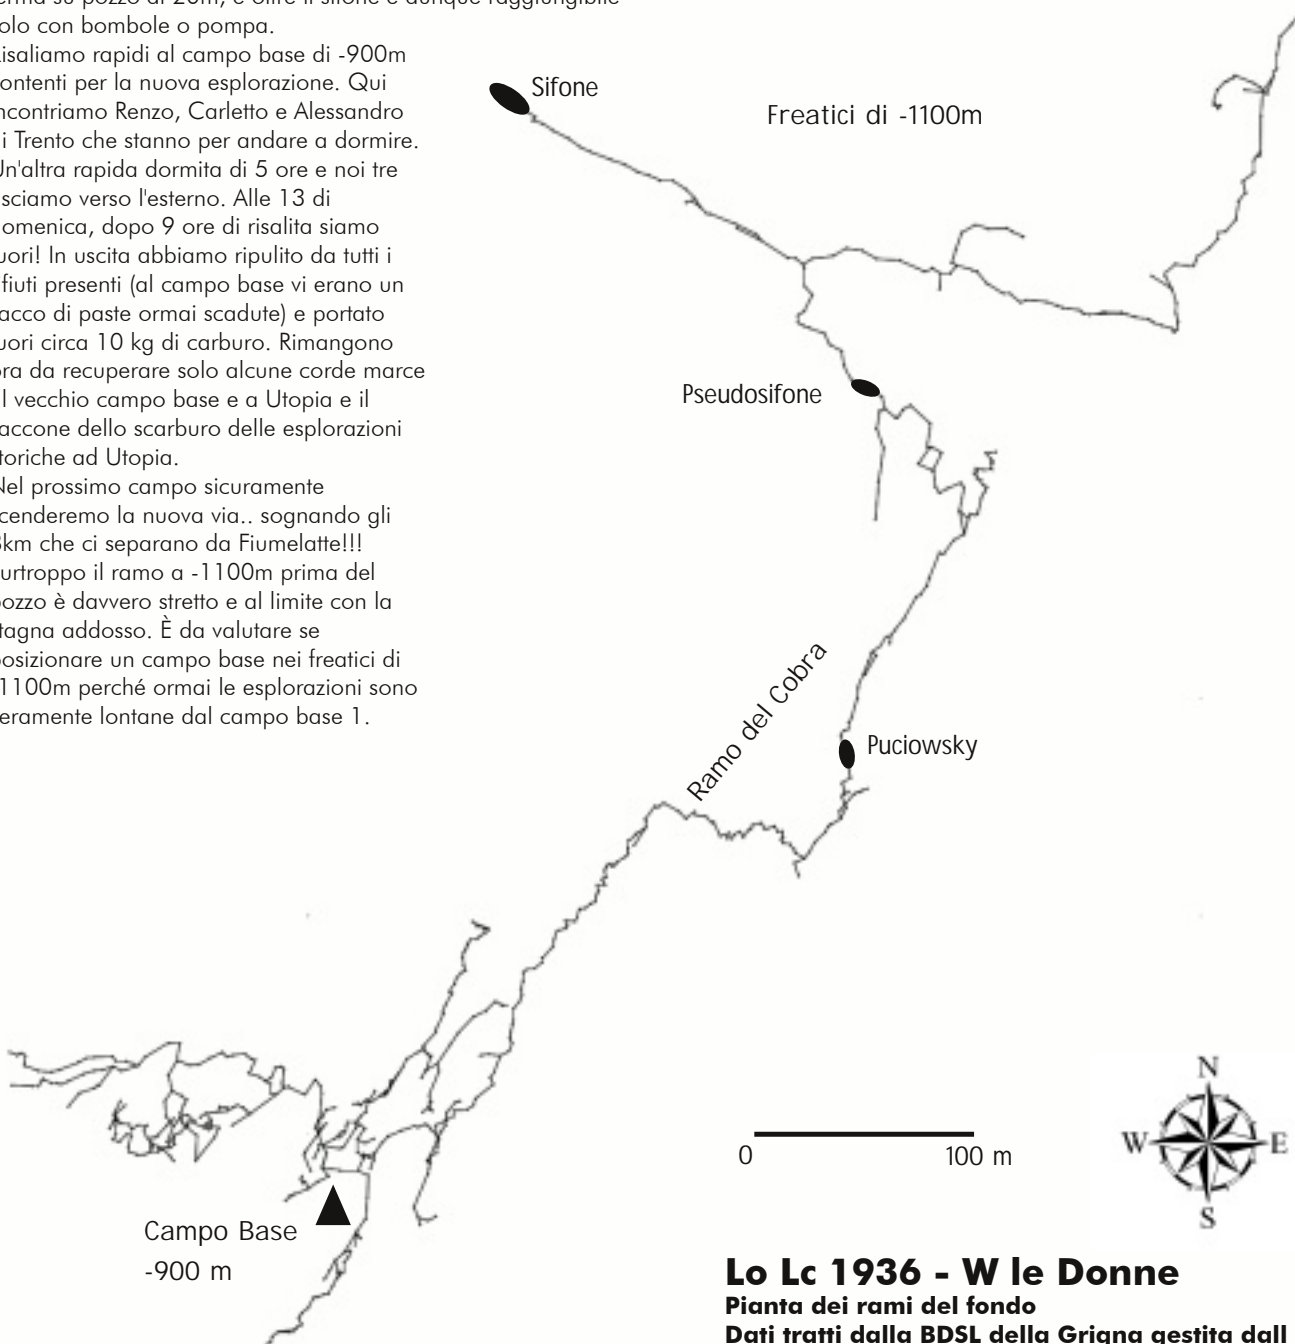 solo con bombole o pompa.
Risaliamo rapidi al campo base di -900m
contenti per la nuova esplorazione. Qui
incontriamo Renzo, Carletto e Alessandro
di Trento che stanno per andare a dormire.
Un'altra rapida dormita di 5 ore e noi tre
usciamo verso l'esterno. Alle 13 di
domenica, dopo 9 ore di risalita siamo
fuori! In uscita abbiamo ripulito da tutti i
rifiuti presenti (al campo base vi erano un
sacco di paste ormai scadute) e portato
fuori circa 10 kg di carburo. Rimangono
ora da recuperare solo alcune corde marce
al vecchio campo base e a Utopia e il
saccone dello scarburo delle esplorazioni
storiche ad Utopia.
Nel prossimo campo sicuramente
scenderemo la nuova via.. sognando gli
km che ci separano da Fiumelatte!!!
Purtroppo il ramo a -1100m prima del
pozzo è davvero stretto e al limite con la
stagna addosso. È da valutare se
posizionare un campo base nei freatici di
-1100m perché ormai le esplorazioni sono
veramente lontane dal campo base 1.
Sifone
Freatici di -1100m
Pseudosifone
Ramo del Cobra
Puciowsky
Campo Base
-900 m
0 100 m
N
W E
S
Lo Lc 1936 - W le Donne
Pianta dei rami del fondo
Dati tratti dalla BDSL della Grigna gestita dall